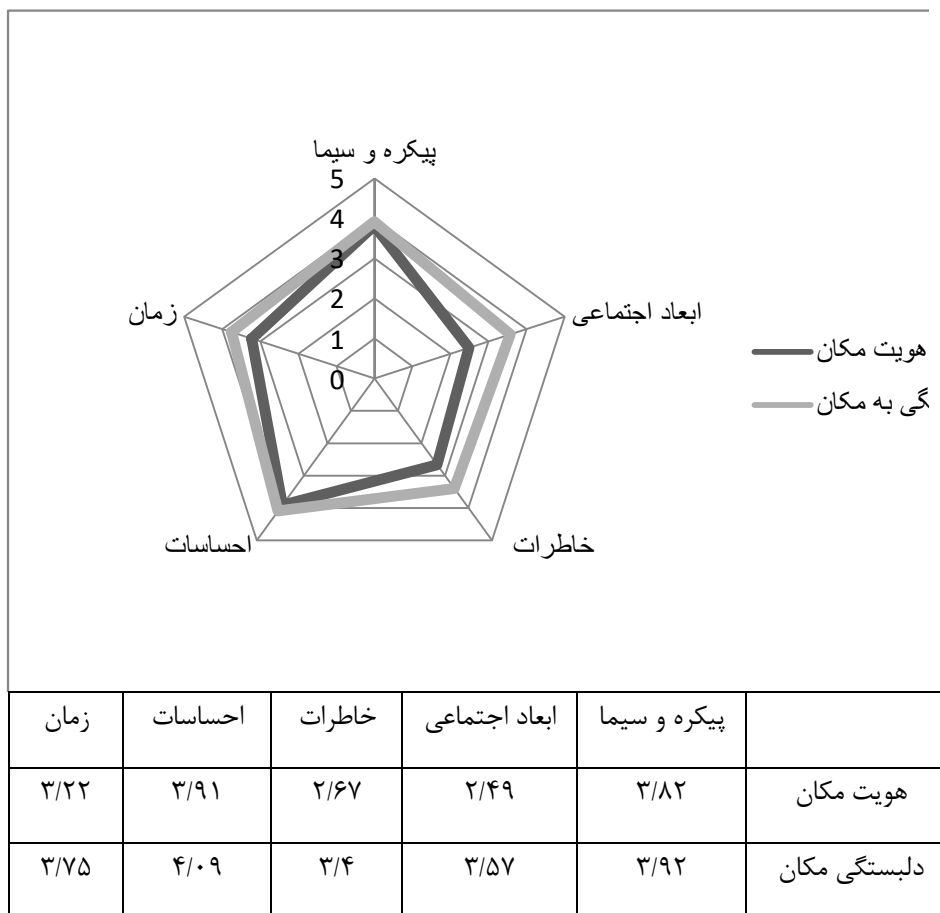 پیکره و سیما
5
4
3
2
1
0
ابعاد اجتماعی
خاطرات
احساسات
زمان
هویت مکان
گی به مکان
پیکره و سیما ابعاد اجتماعی خاطرات احساسات زمان
هویت مکان ۳/۸۲ ۲/۴۹ ۲/۶۷ ۳/۹۱ ۳/۲۲
دلبستگی مکان ۳/۹۲ ۳/۵۷ ۳/۴ ۴/۰۹ ۳/۷۵